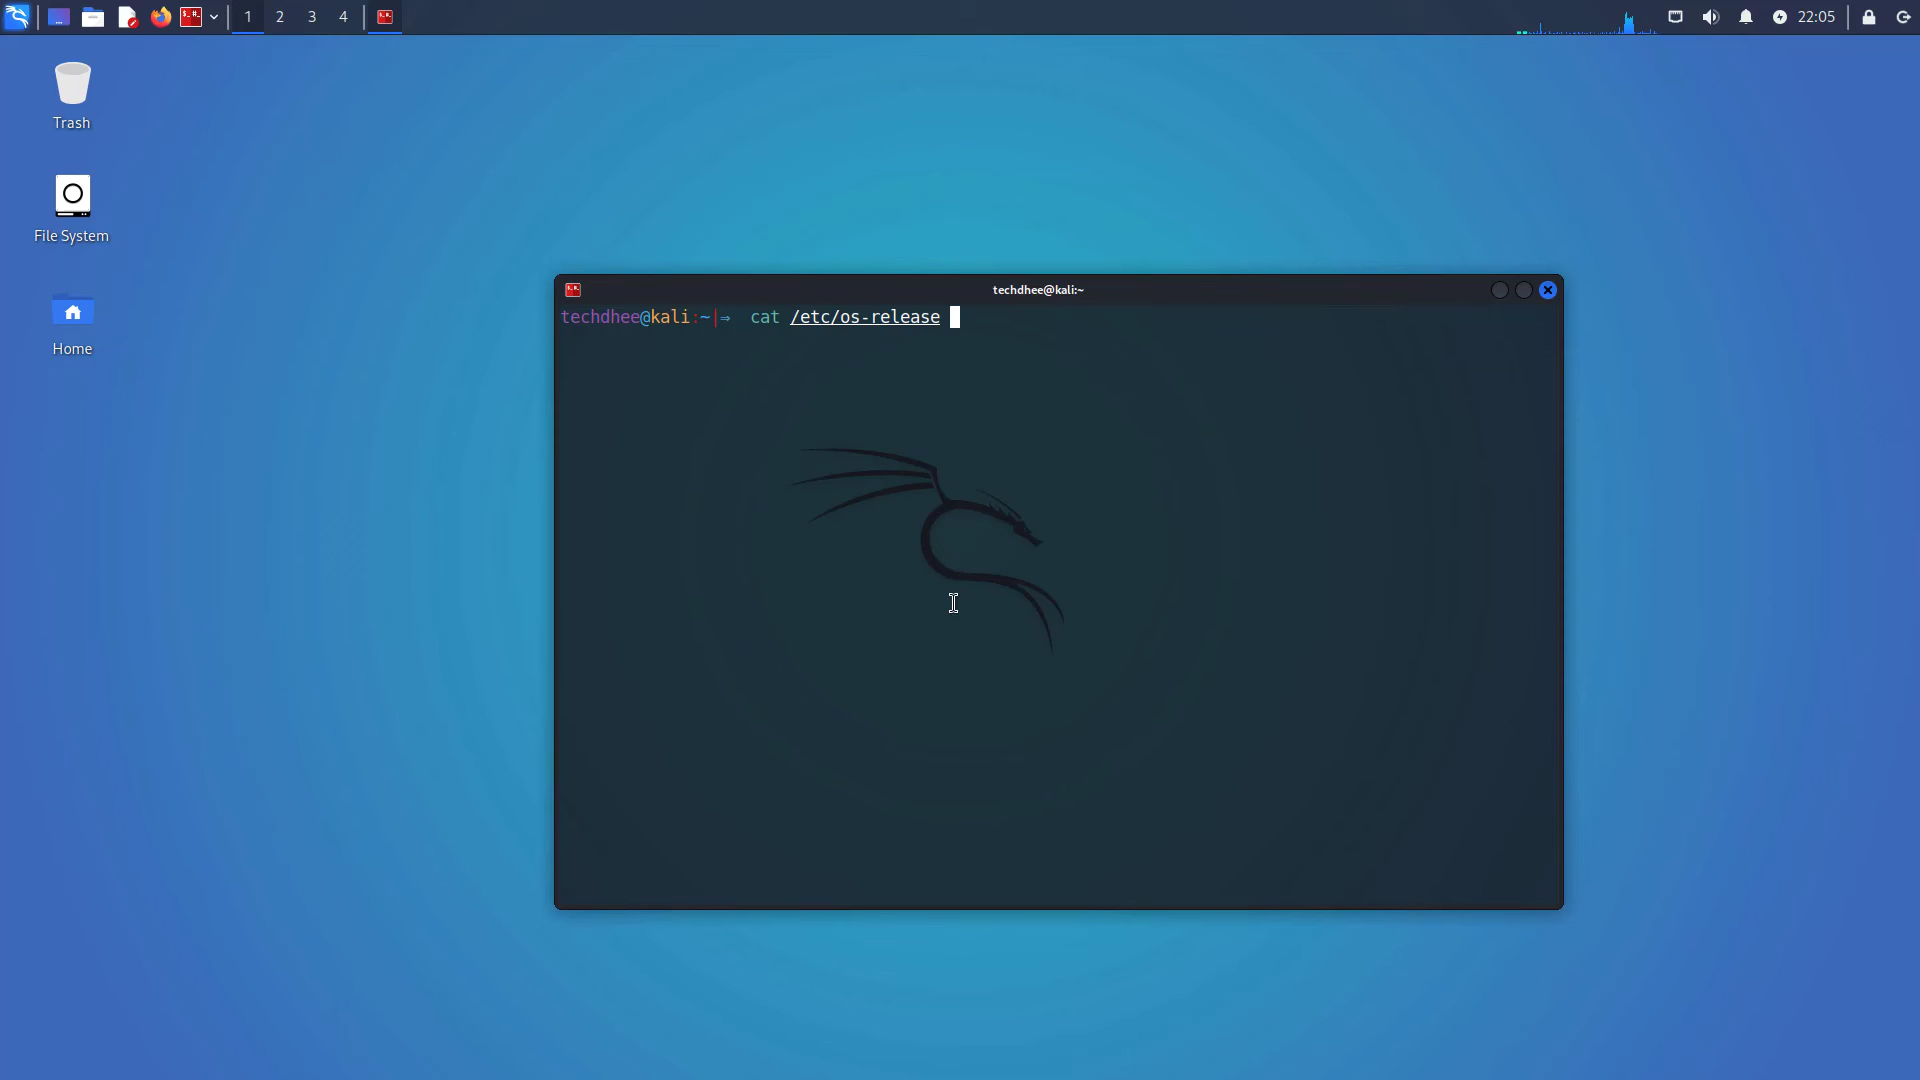 1 2 3 4
22:05
Trash
File System
Home
techdhee@kali:~
techdhee@kali:~|⇒ cat /etc/os-release